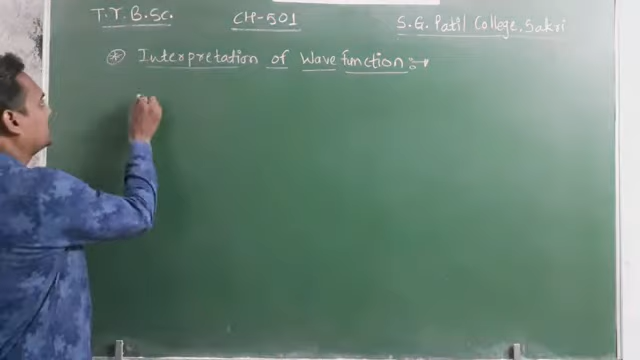 T.Y.B.Sc. CH-501 S.G. Patil College, Sakri
* Interpretation of Wave function :→